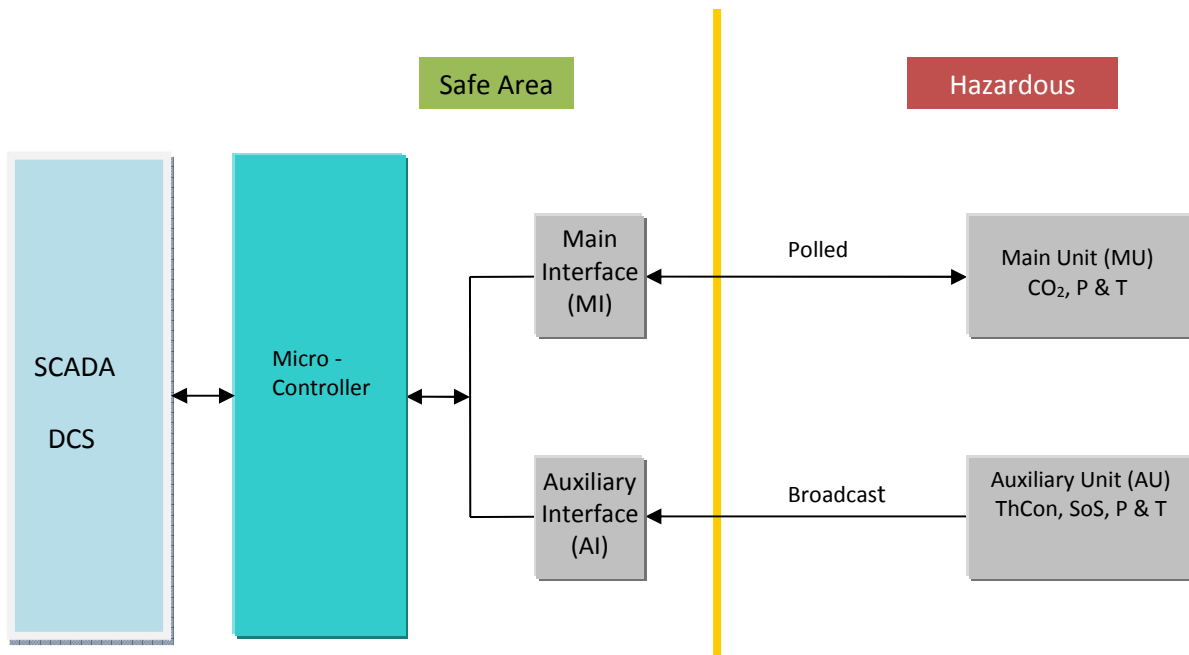 Safe Area
Hazardous
SCADA
DCS
Micro -
Controller
Main
Interface
(MI)
Polled
Main Unit (MU)
CO₂, P & T
Auxiliary
Interface
(AI)
Broadcast
Auxiliary Unit (AU)
ThCon, SoS, P & T